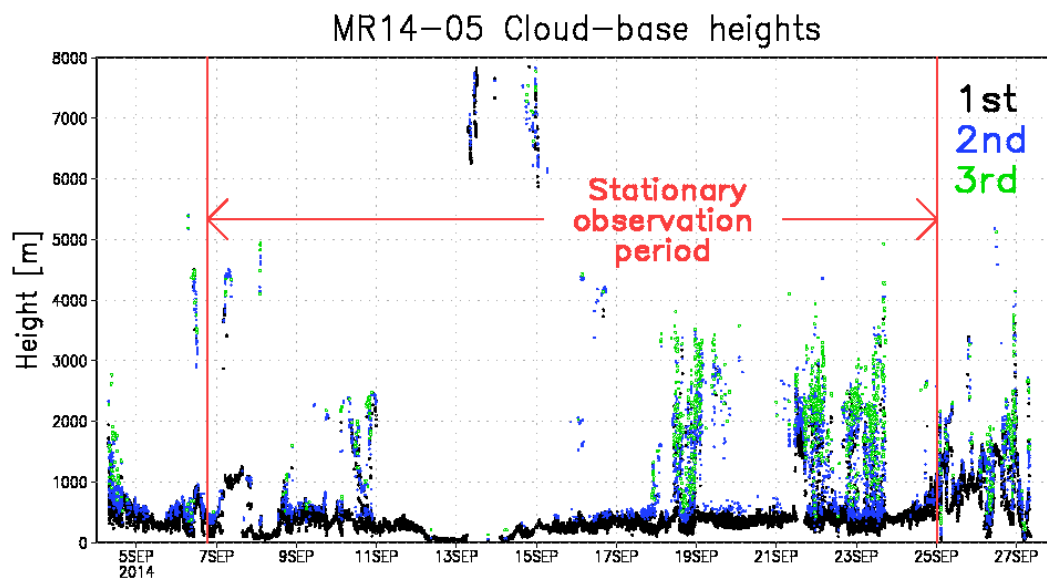 MR14-05 Cloud-base heights
8000
7000
6000
5000
4000
3000
2000
1000
0
Height [m]
1st
2nd
3rd
Stationary
observation
period
5SEP 7SEP 9SEP 11SEP 13SEP 15SEP 17SEP 19SEP 21SEP 23SEP 25SEP 27SEP
2014